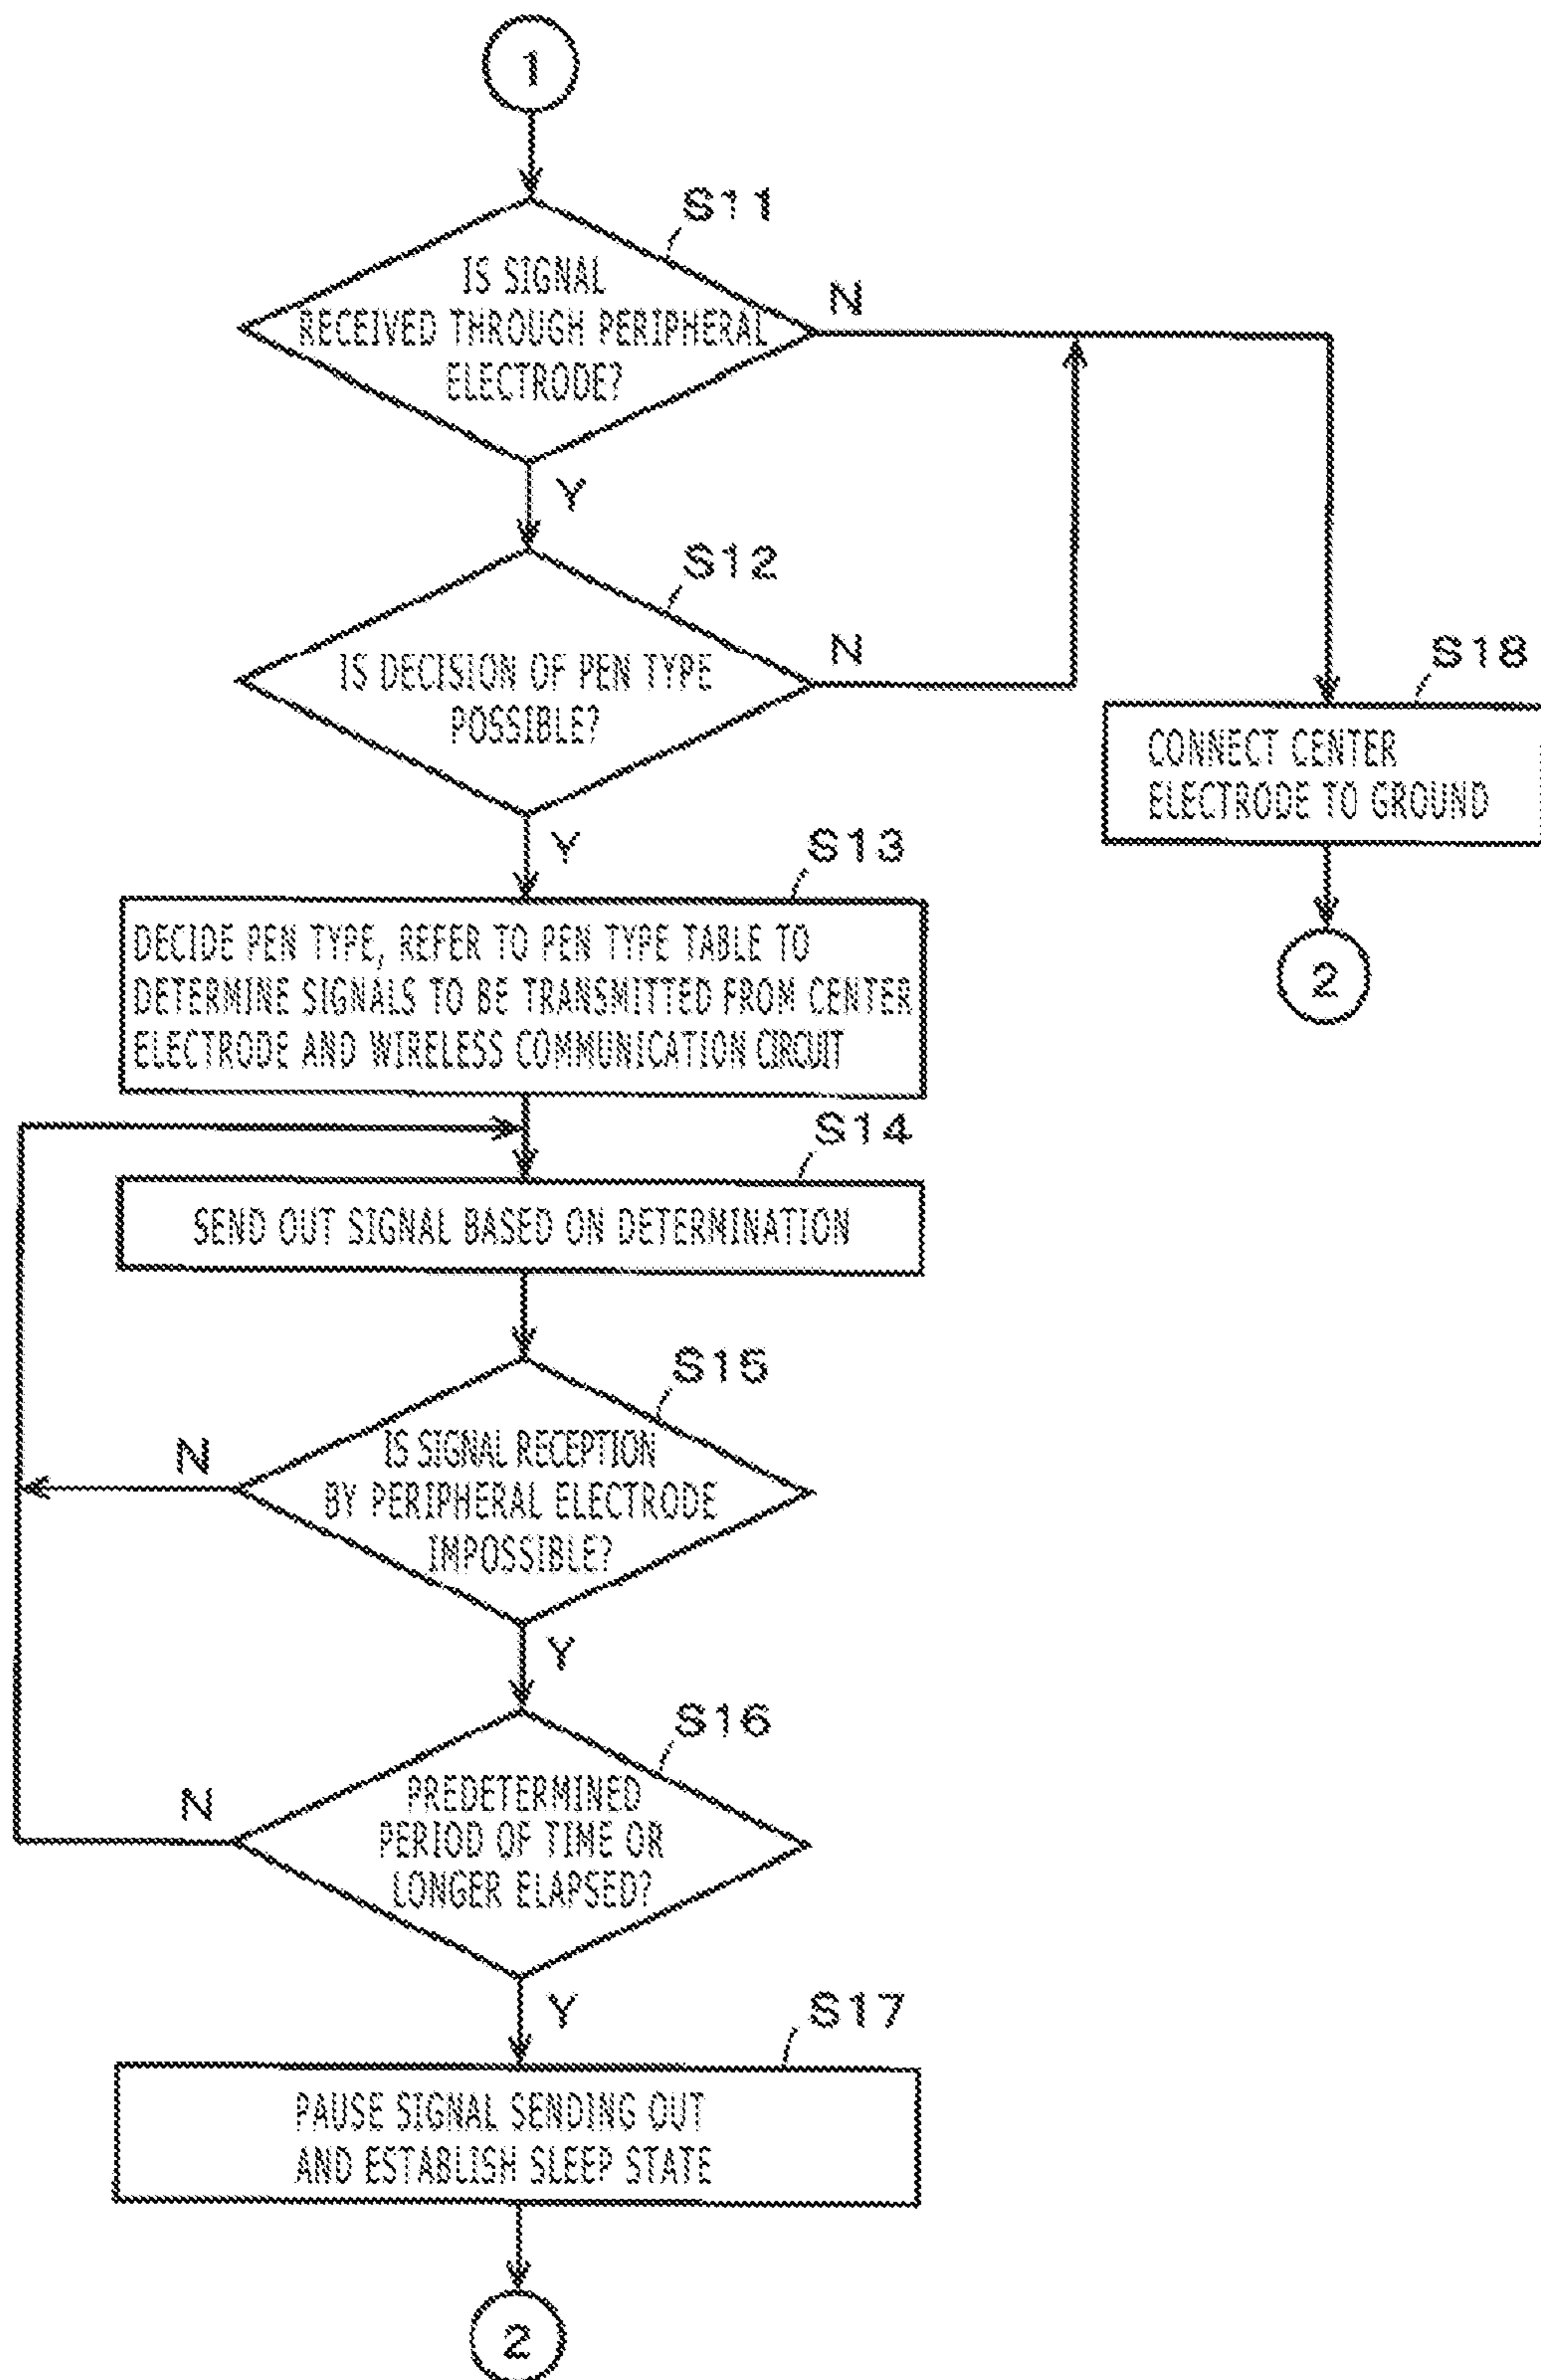 1
S11
IS SIGNAL
RECEIVED THROUGH PERIPHERAL
ELECTRODE?
N
Y
S12
IS DECISION OF PEN TYPE
POSSIBLE?
N
Y
S18
CONNECT CENTER
ELECTRODE TO GROUND
2
S13
DECIDE PEN TYPE, REFER TO PEN TYPE TABLE TO
DETERMINE SIGNALS TO BE TRANSMITTED FROM CENTER
ELECTRODE AND WIRELESS COMMUNICATION CIRCUIT
S14
SEND OUT SIGNAL BASED ON DETERMINATION
S15
IS SIGNAL RECEPTION
BY PERIPHERAL ELECTRODE
IMPOSSIBLE?
N
Y
S16
PREDETERMINED
PERIOD OF TIME OR
LONGER ELAPSED?
N
Y
S17
PAUSE SIGNAL SENDING OUT
AND ESTABLISH SLEEP STATE
2